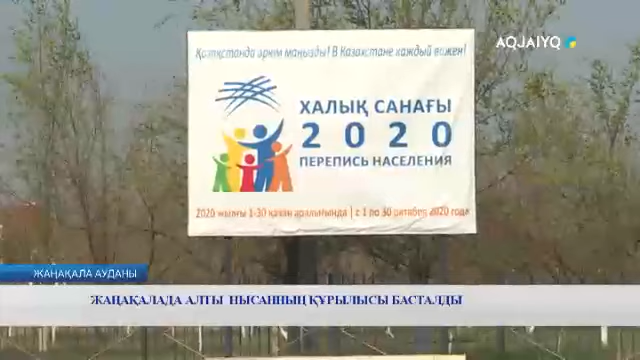 Қазақстанда әркім маңызды! В Казахстане каждый важен!
AQJAIYQ
ХАЛЫҚ САНАҒЫ
2020
ПЕРЕПИСЬ НАСЕЛЕНИЯ
2020 жылғы 1-30 қазан аралығында | с 1 по 30 октября 2020 года
ЖАҢАҚАЛА АУДАНЫ
ЖАҢАҚАЛАДА АЛТЫ НЫСАННЫҢ ҚҰРЫЛЫСЫ БАСТАЛДЫ